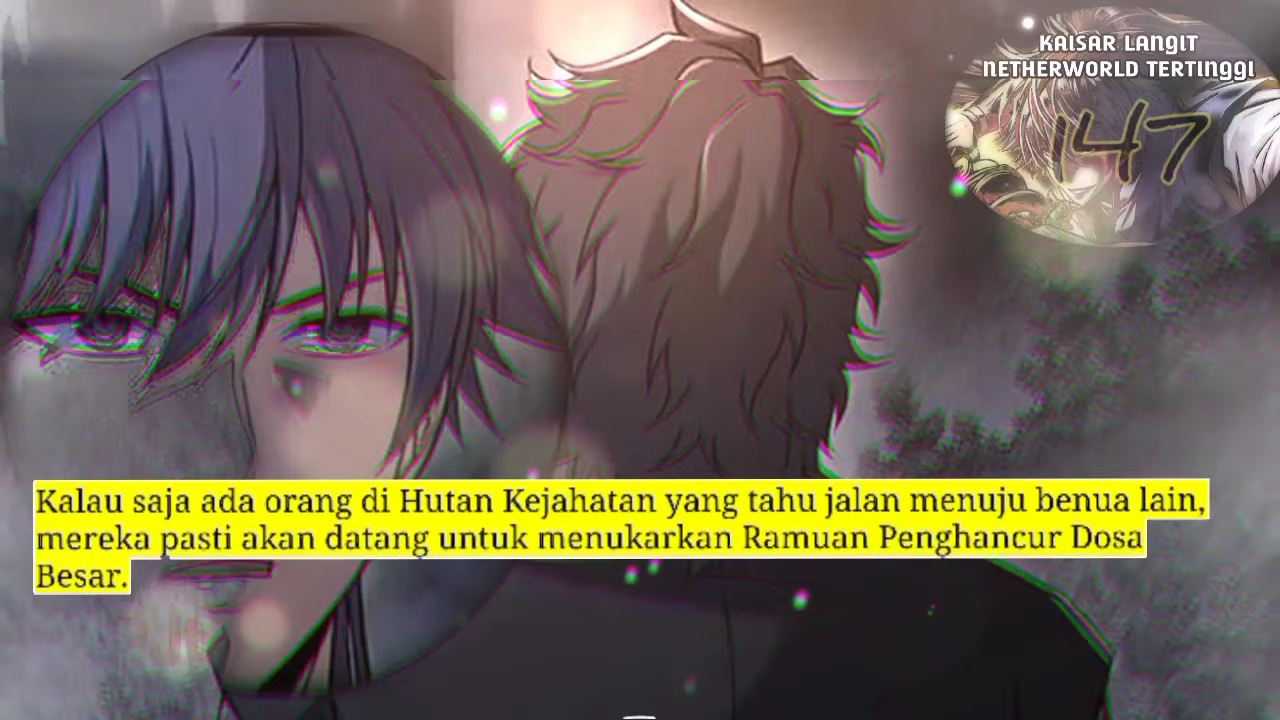 KAISAR LANGIT
NETHERWORLD TERTINGGI
147
Kalau saja ada orang di Hutan Kejahatan yang tahu jalan menuju benua lain,
mereka pasti akan datang untuk menukarkan Ramuan Penghancur Dosa
Besar.